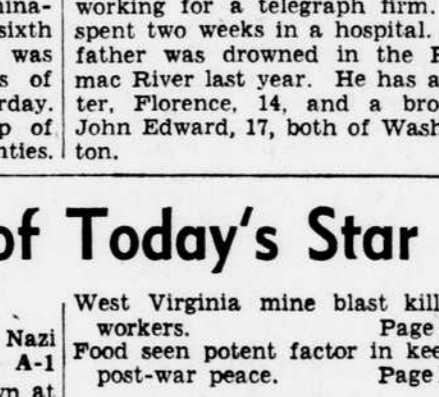 sixth
was
s of
rday.
p of
nties.
working for a telegraph firm.
spent two weeks in a hospital.
father was drowned in the
mac River last year. He has a
ter, Florence, 14, and a bro
John Edward, 17, both of Wash
ton.
of Today's Star
Nazi
A-1
wn at
West Virginia mine blast kill
workers. Page
Food seen potent factor in kee
post-war peace. Page